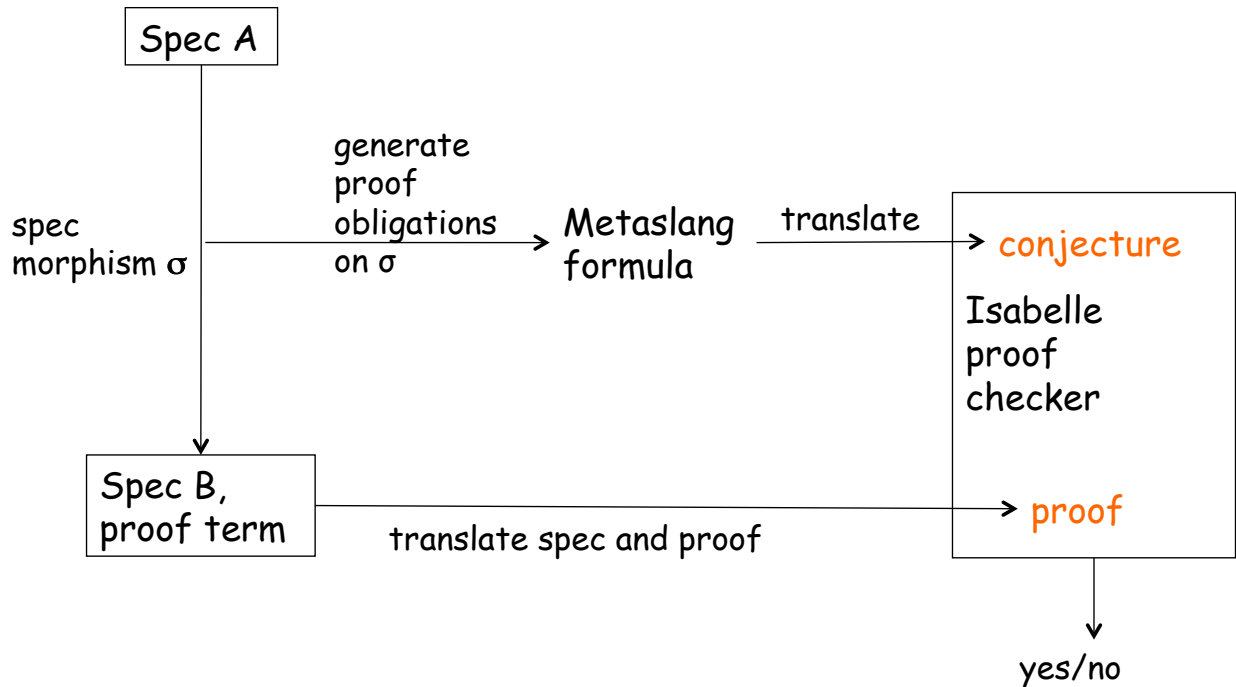 Spec A
generate
proof
obligations
on σ
spec
morphism σ
Metaslang
formula
translate
conjecture
Isabelle
proof
checker
Spec B,
proof term
translate spec and proof
proof
yes/no